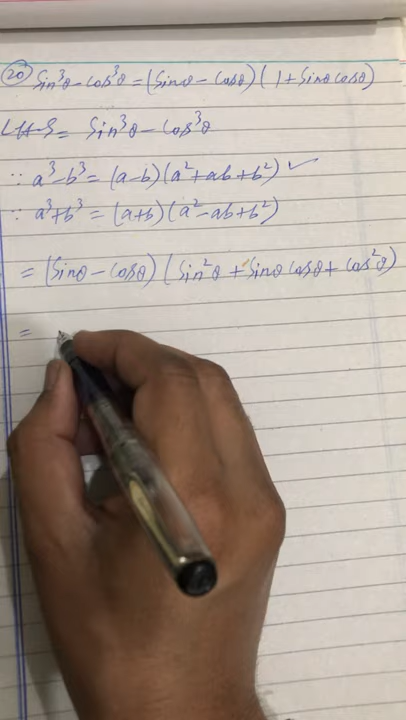 (20) Sin³θ - Cos³θ = (Sinθ - Cosθ) ( 1 + Sinθ Cosθ )
L.H.S = Sin³θ - Cos³θ
∵ a³ - b³ = (a-b) (a² + ab + b²) ✓
∵ a³ + b³ = (a+b) (a² - ab + b²)
= (Sinθ - Cosθ) ( Sin²θ + Sinθ Cosθ + Cos²θ )
=